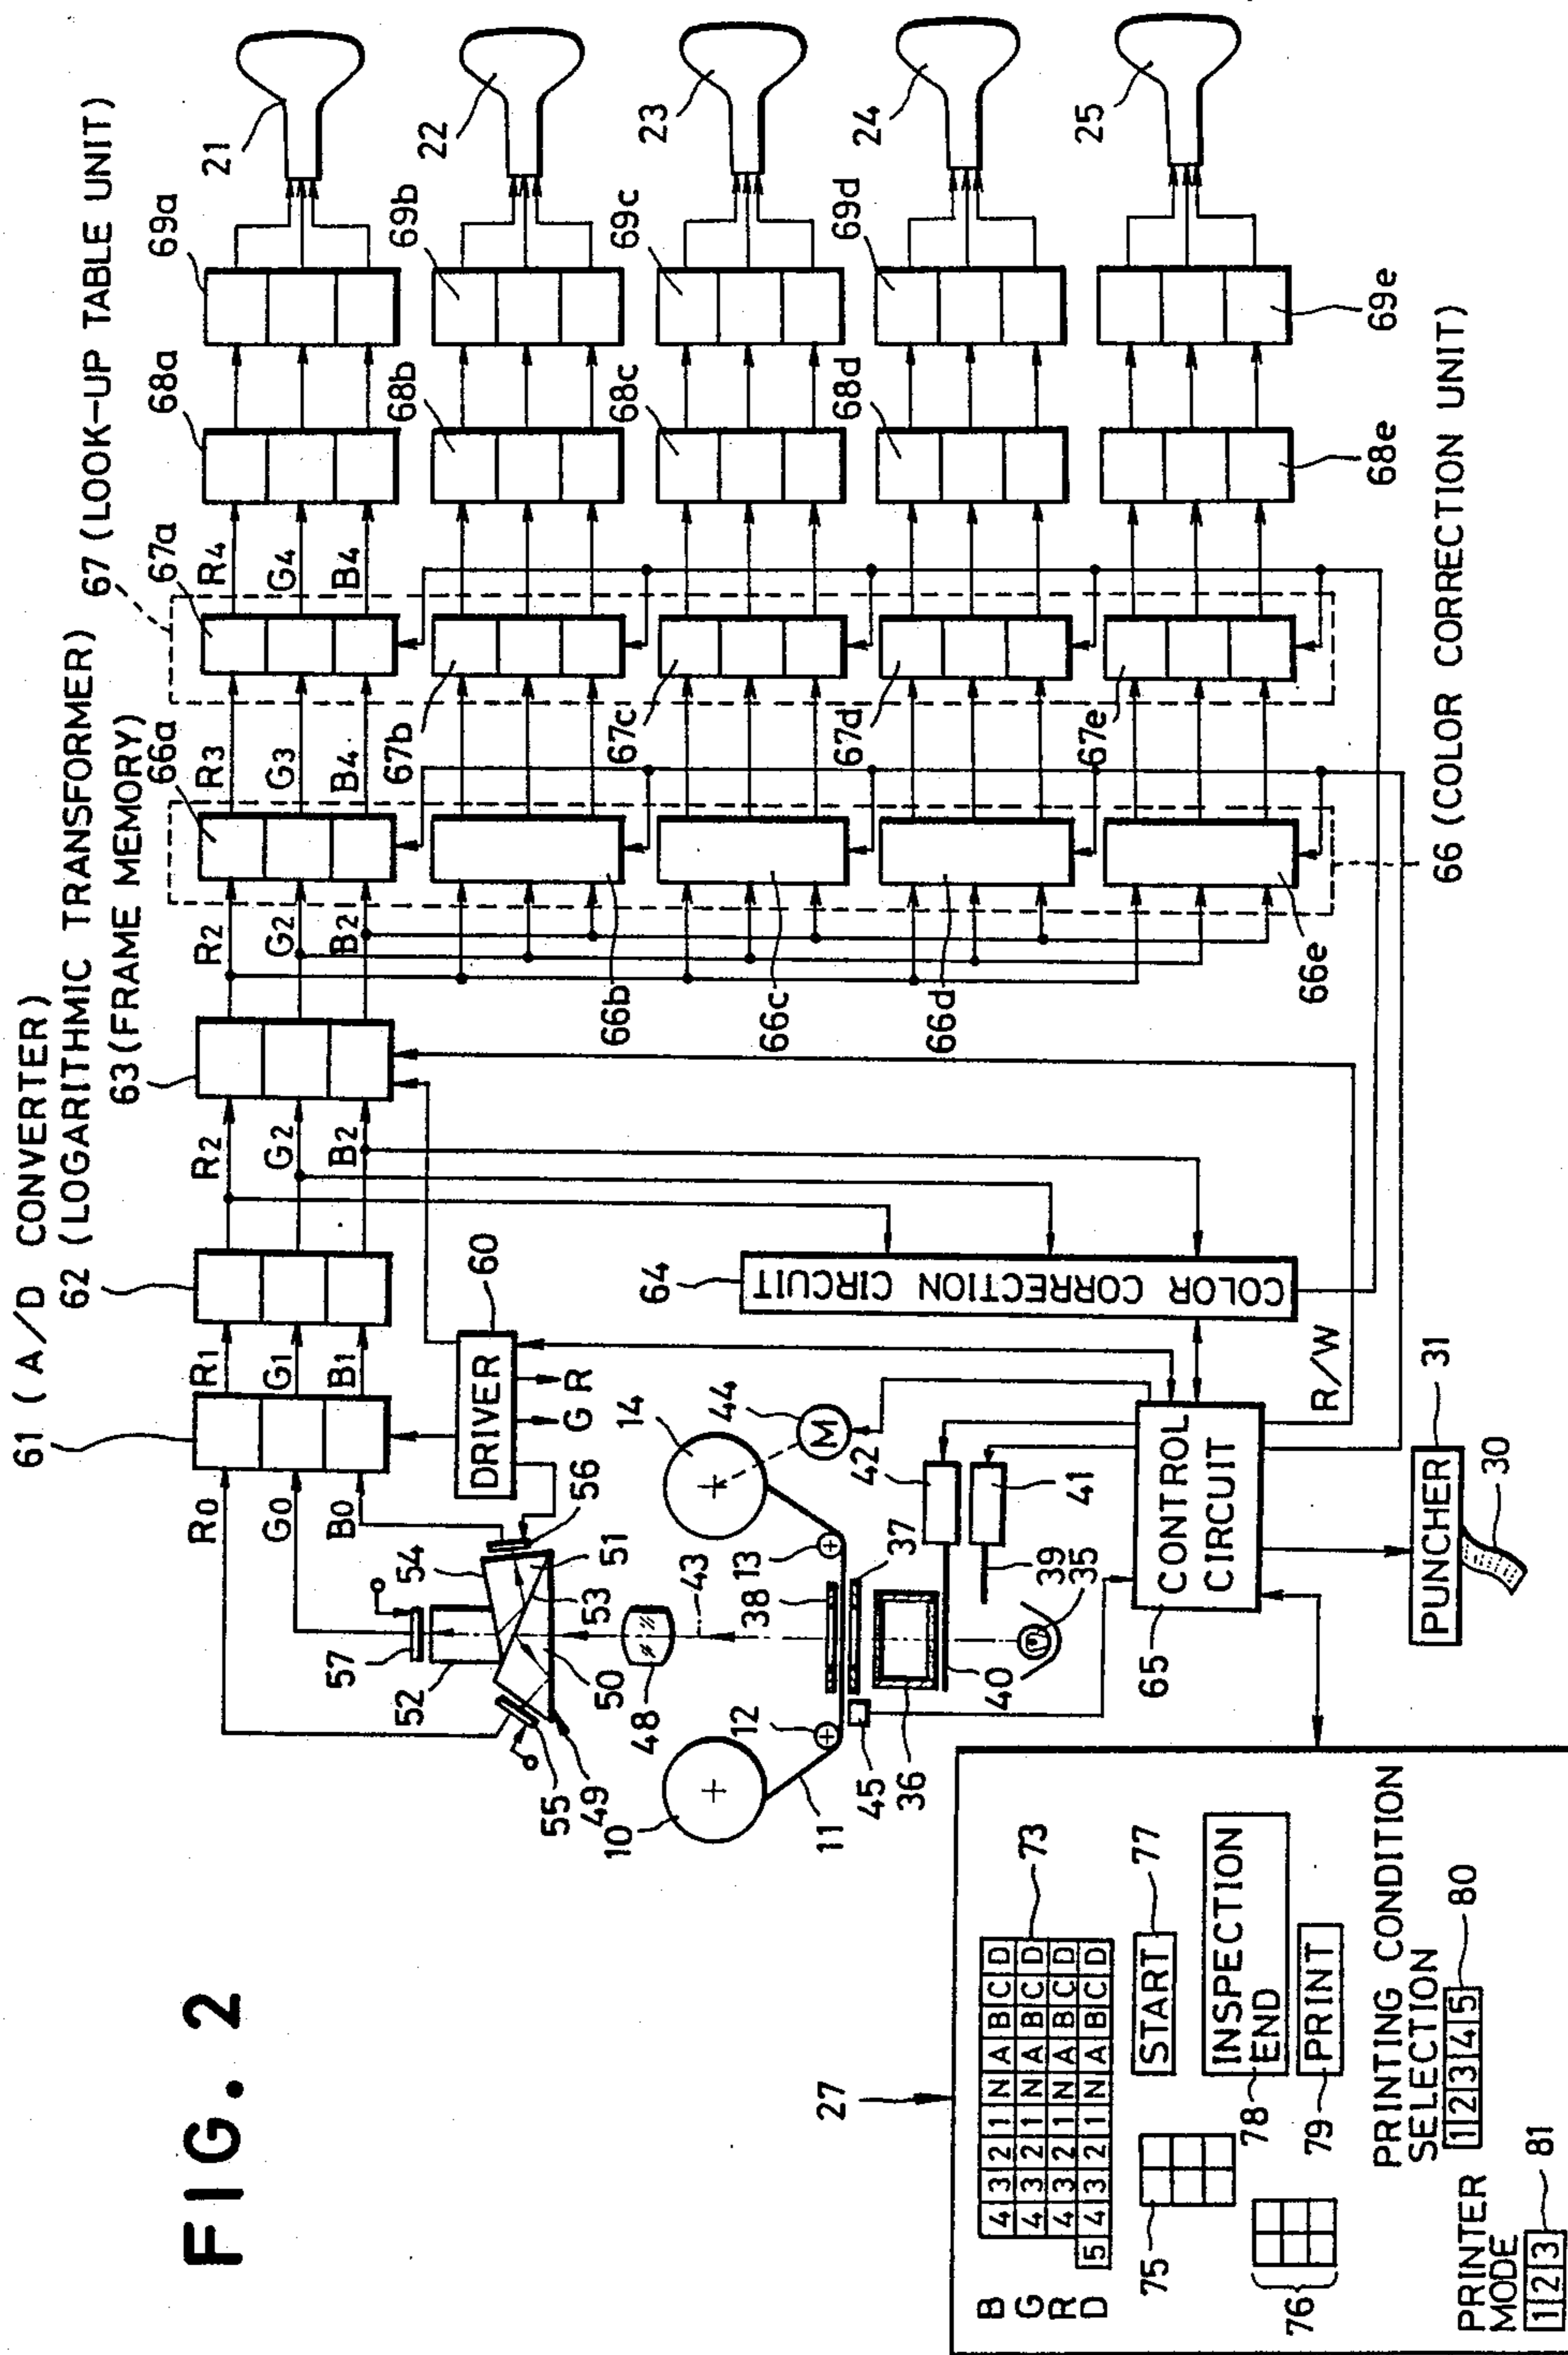 FIG. 2
61 (A/D CONVERTER)
62 (LOGARITHMIC TRANSFORMER)
63 (FRAME MEMORY)
67 (LOOK-UP TABLE UNIT)
66a
67a
68a
69a
21
R0
G0
B0
R1
G1
B1
R2
G2
B2
R2
G2
B2
R3
G3
B4
R4
G4
B4
67b
68b
69b
22
66b
67c
68c
69c
23
66c
67d
68d
69d
24
66d
67e
68e
69e
25
66e
66 (COLOR CORRECTION UNIT)
60
DRIVER
G
R
57
54
56
52
51
53
50
55
49
48
43
10
12
11
13
14
44
M
38
37
45
36
40
39
35
42
41
64
COLOR CORRECTION CIRCUIT
65
CONTROL
CIRCUIT
R/W
PUNCHER
31
30
27
B 4 3 2 1 N A B C D
G 4 3 2 1 N A B C D
R 4 3 2 1 N A B C D
D 5 4 3 2 1 N A B C D
73
75
START
77
76
78
INSPECTION
END
79
PRINT
PRINTING CONDITION
SELECTION
1 2 3 4 5
80
PRINTER
MODE
1 2 3
81